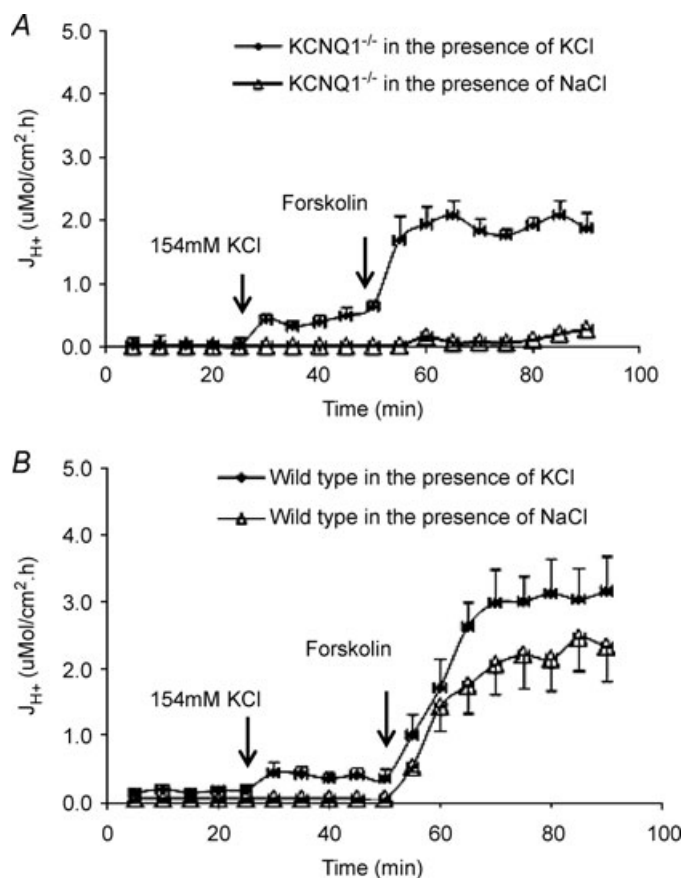 A
5.0
KCNQ1⁻/⁻ in the presence of KCl
KCNQ1⁻/⁻ in the presence of NaCl
4.0
3.0
2.0
1.0
0.0
J_H+ (uMol/cm².h)
154mM KCl
Forskolin
0 20 40 60 80 100
Time (min)
B
5.0
Wild type in the presence of KCl
Wild type in the presence of NaCl
4.0
3.0
2.0
1.0
0.0
J_H+ (uMol/cm².h)
154mM KCl
Forskolin
0 20 40 60 80 100
Time (min)